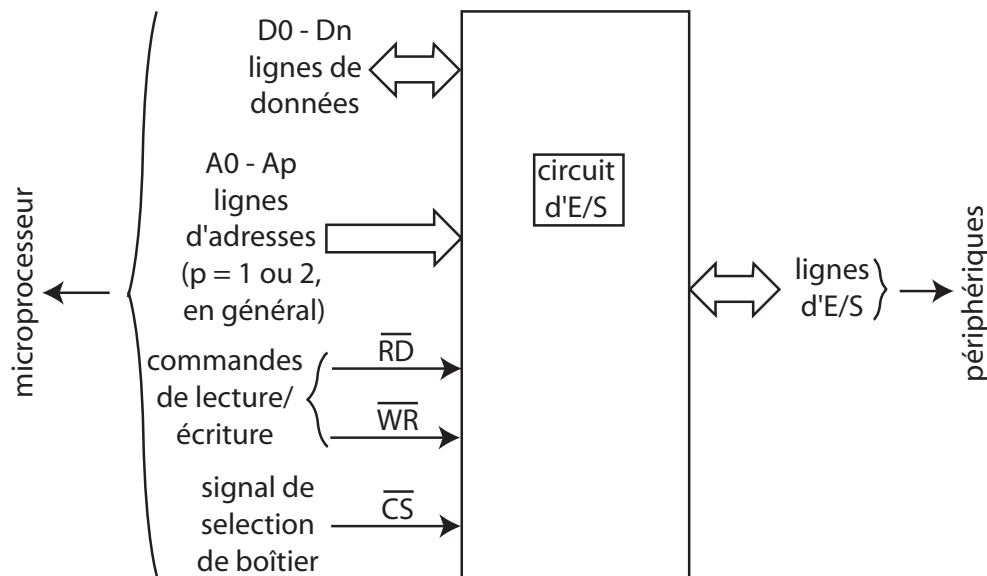 D0 - Dn
lignes de
données
A0 - Ap
lignes
d'adresses
(p = 1 ou 2,
en général)
microprocesseur
commandes
de lecture/
écriture
RD
WR
signal de
selection
de boîtier
CS
circuit
d'E/S
lignes
d'E/S
périphériques